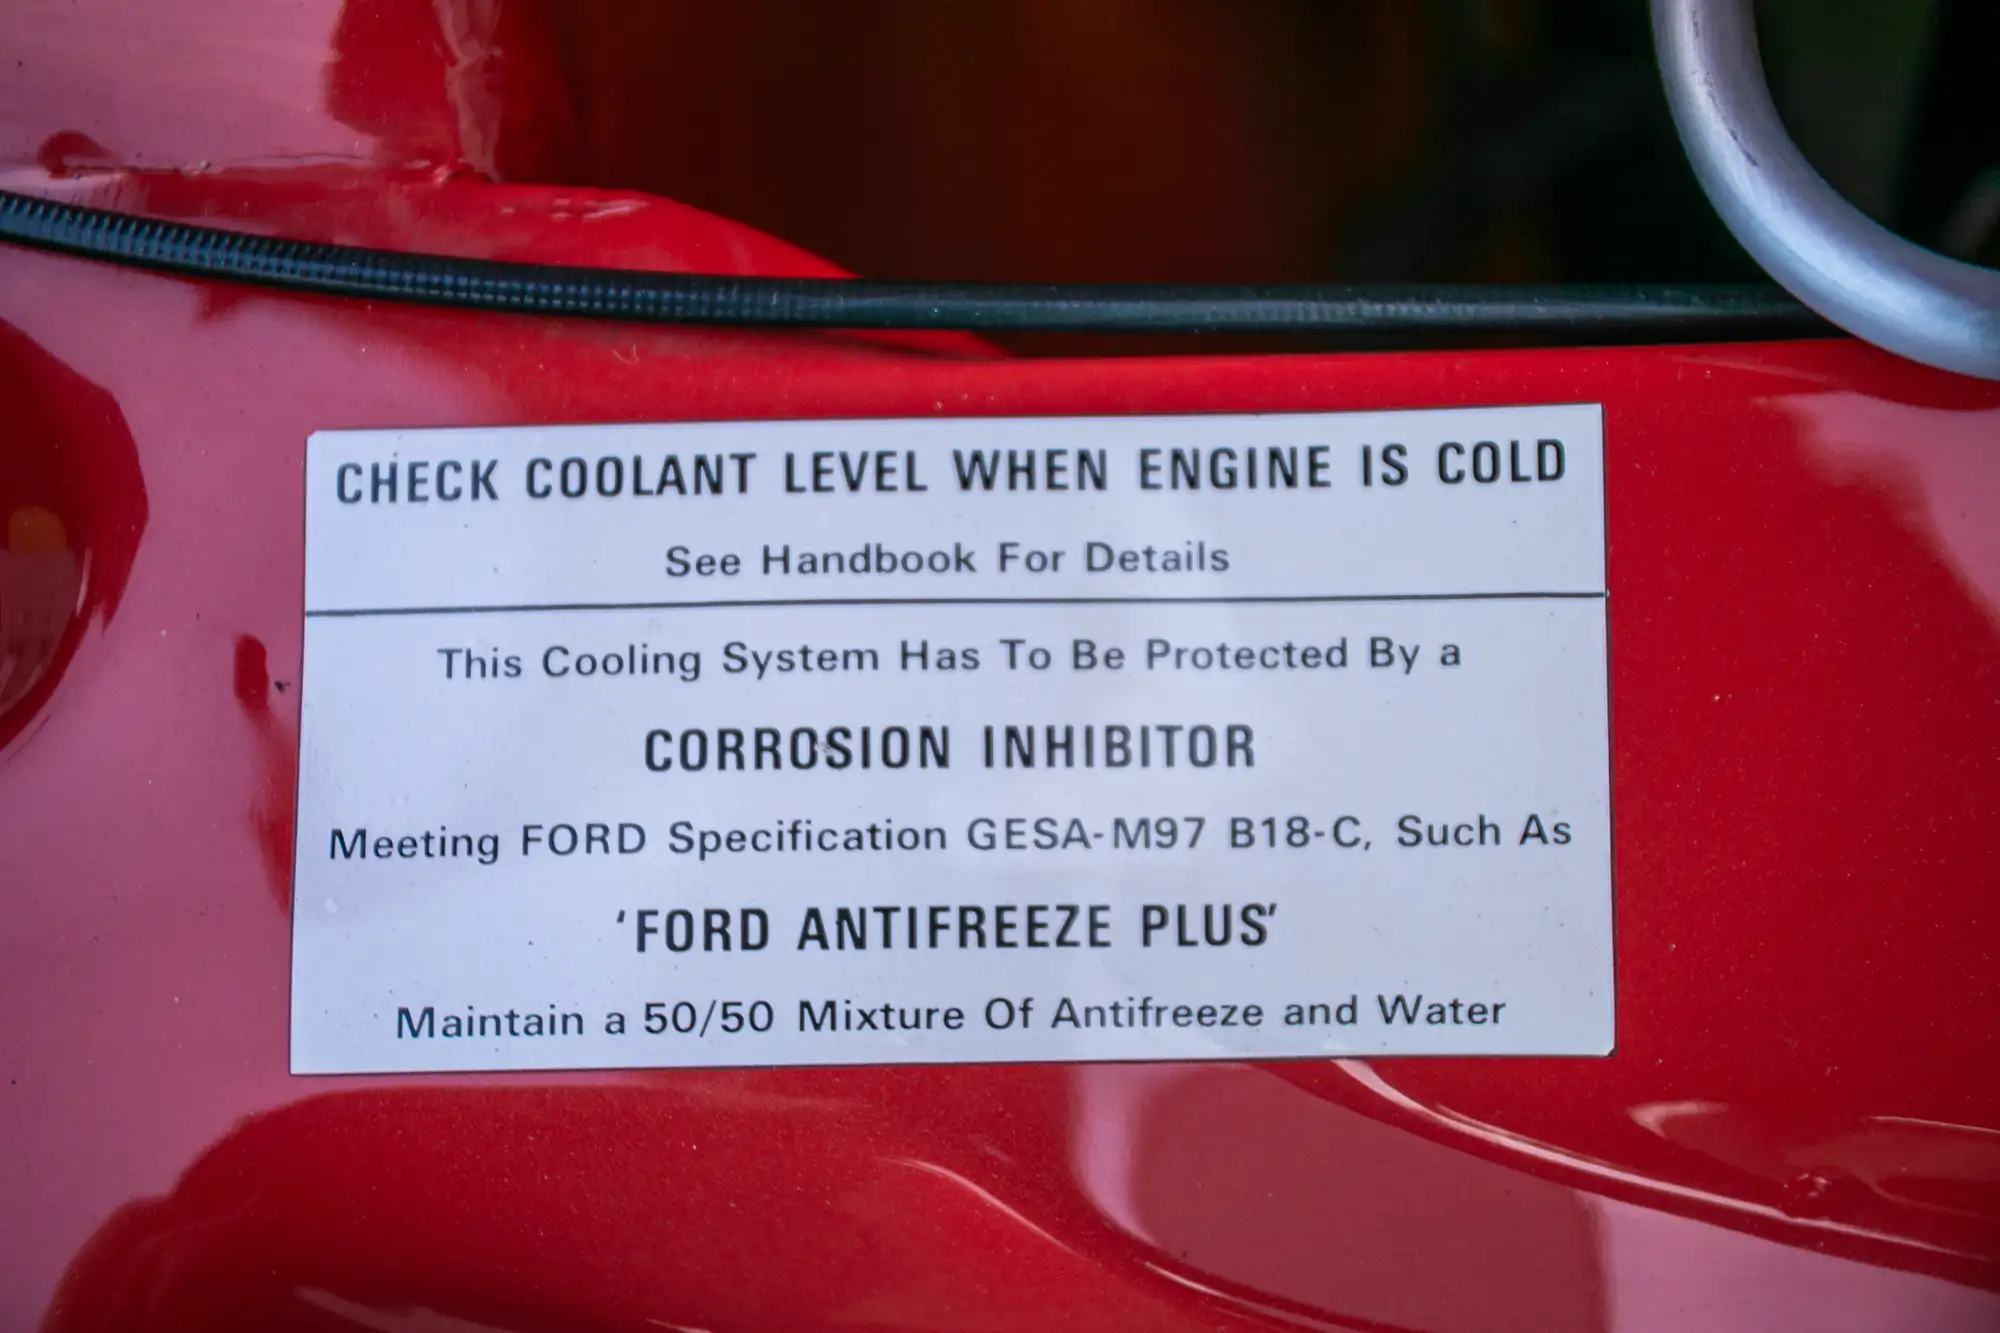 CHECK COOLANT LEVEL WHEN ENGINE IS COLD
See Handbook For Details
This Cooling System Has To Be Protected By a
CORROSION INHIBITOR
Meeting FORD Specification GESA-M97 B18-C, Such As
'FORD ANTIFREEZE PLUS'
Maintain a 50/50 Mixture Of Antifreeze and Water